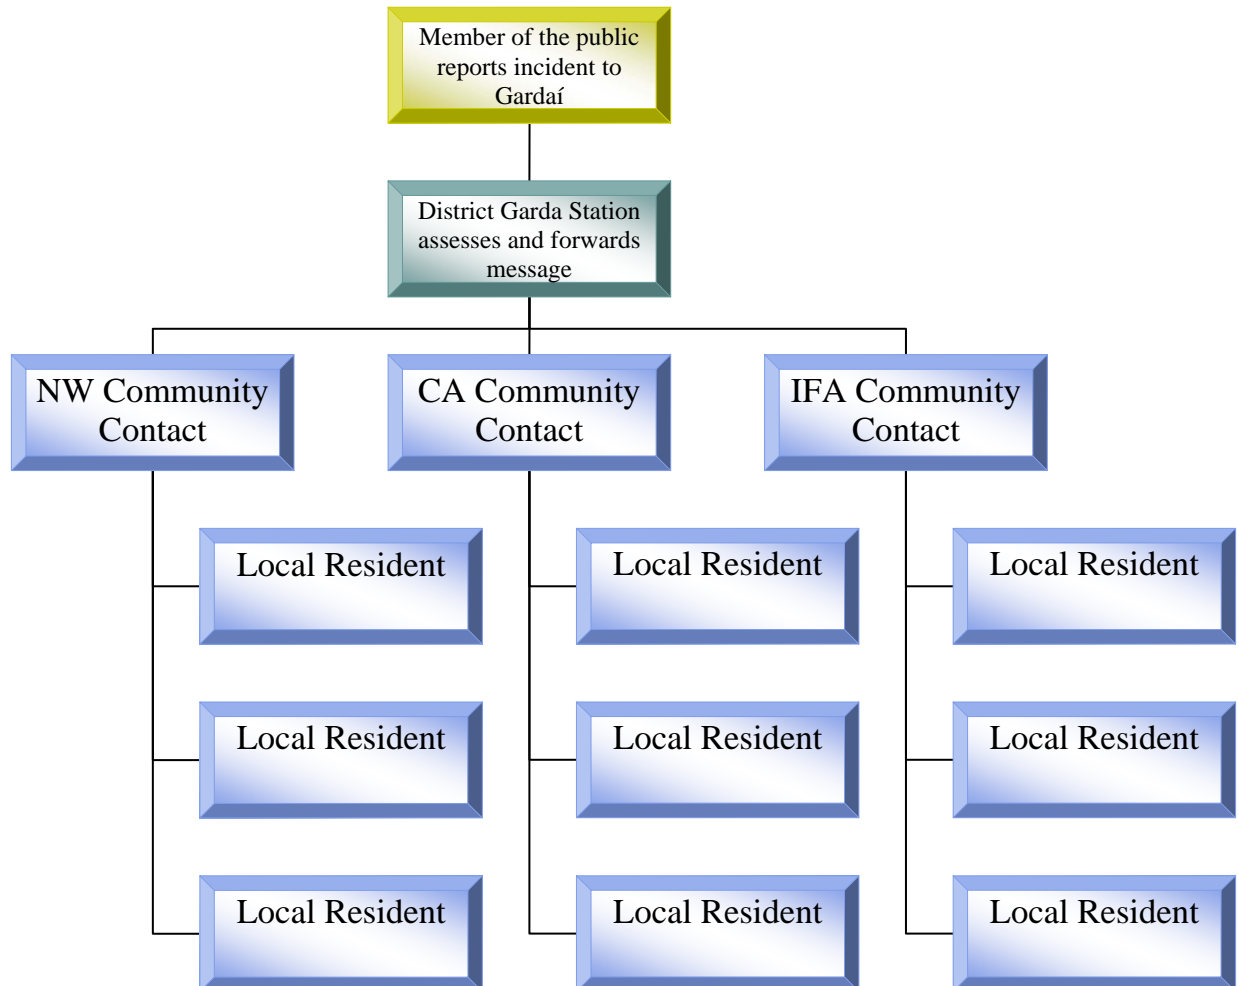 Member of the public
reports incident to
Gardaí
District Garda Station
assesses and forwards
message
NW Community
Contact
CA Community
Contact
IFA Community
Contact
Local Resident
Local Resident
Local Resident
Local Resident
Local Resident
Local Resident
Local Resident
Local Resident
Local Resident